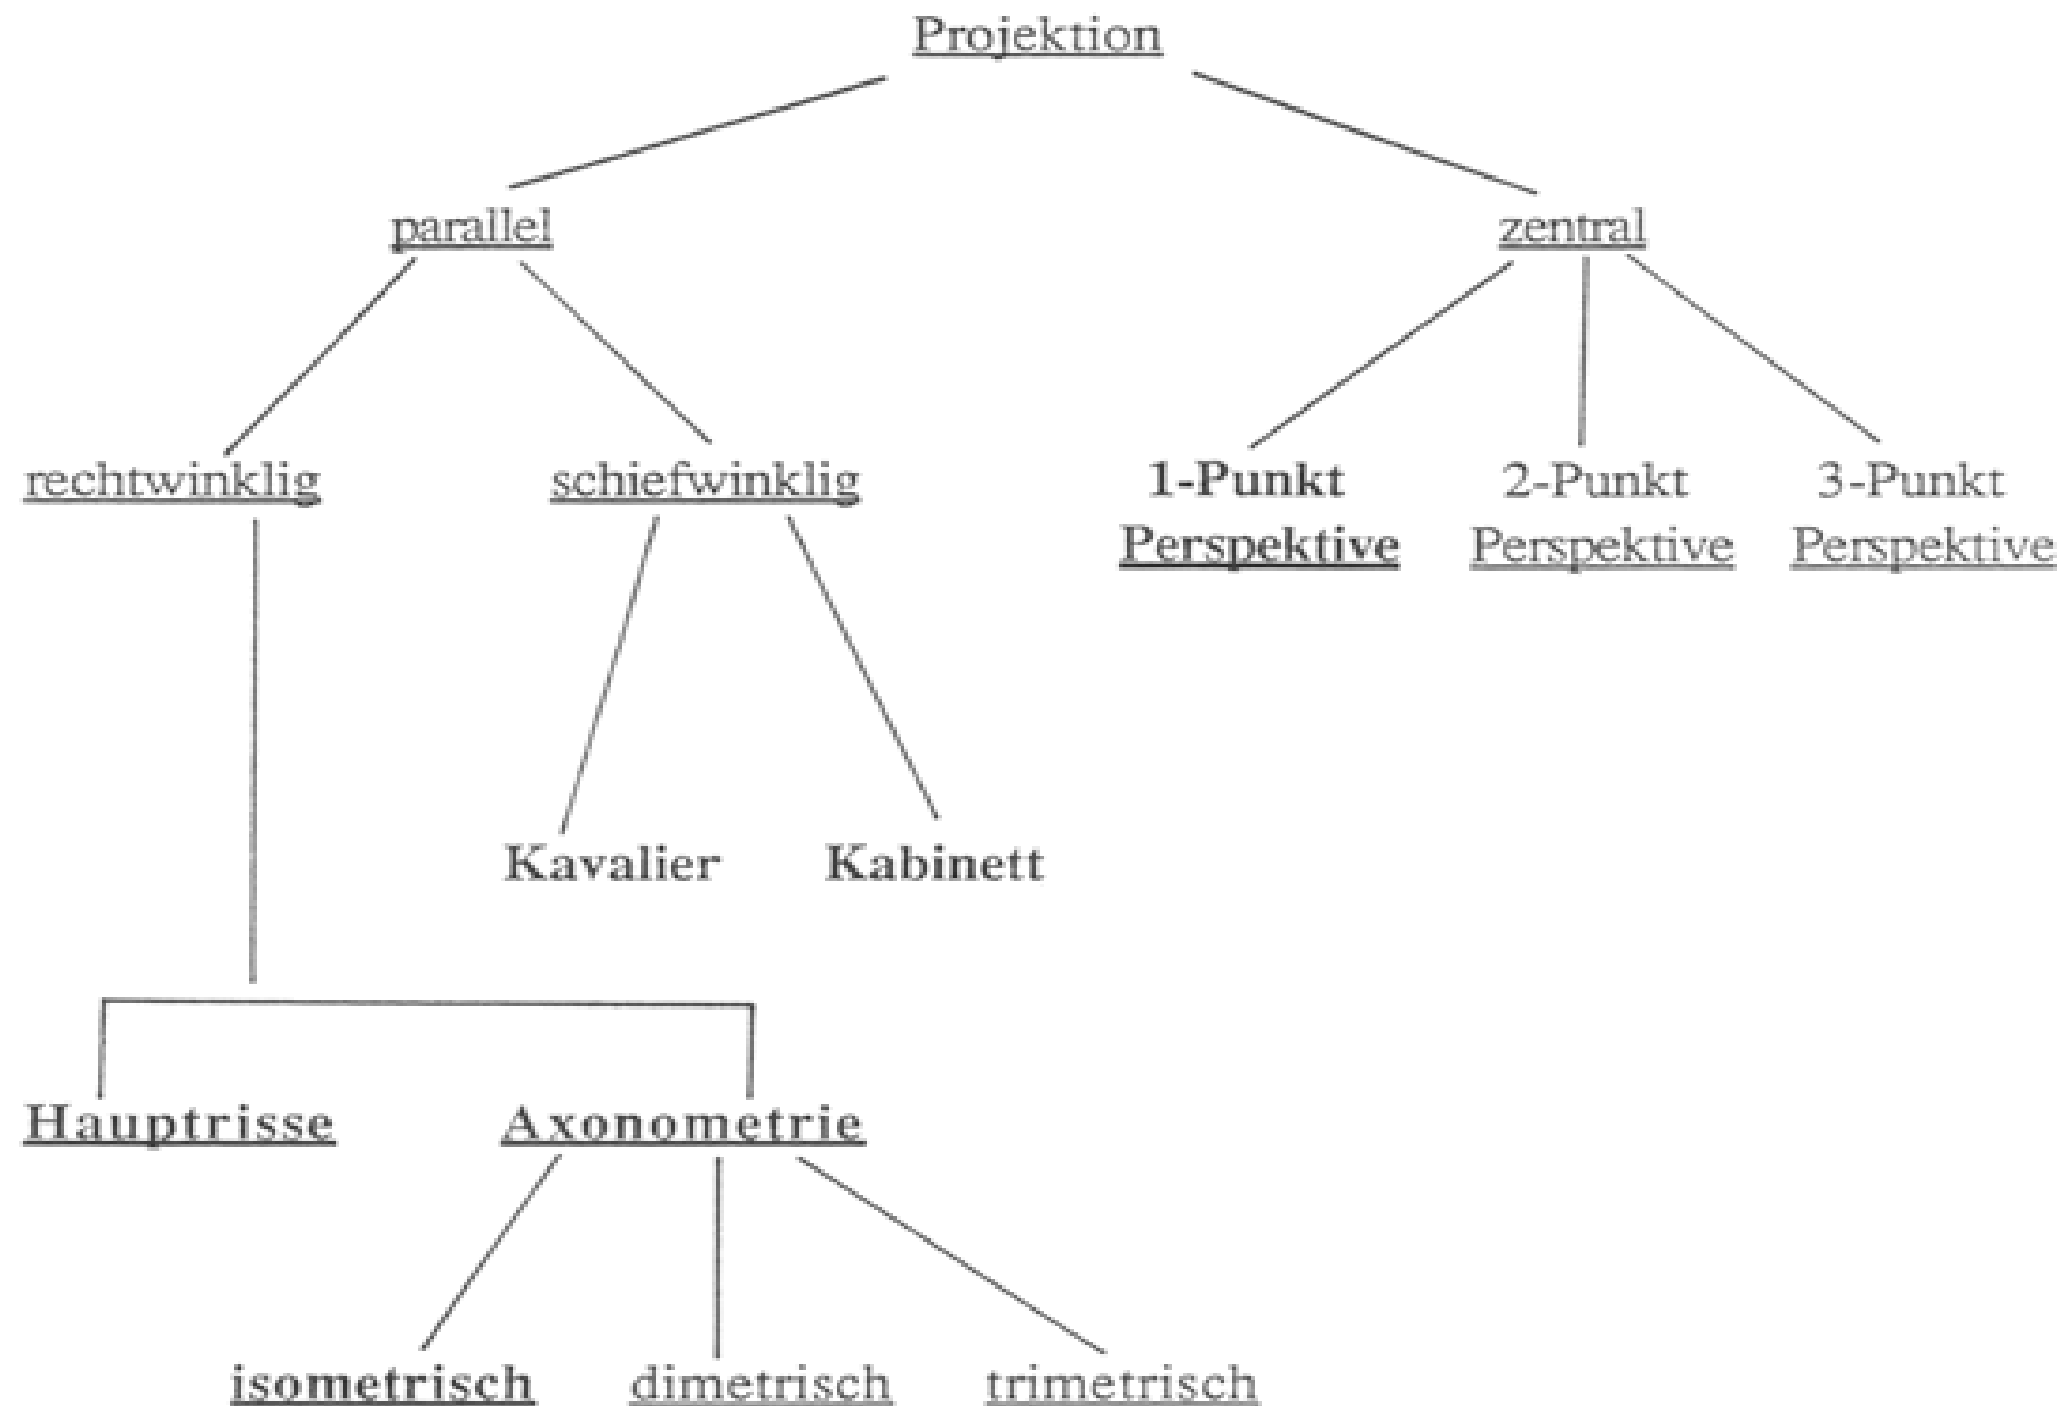 Projektion
parallel
zentral
rechtwinklig
schiefwinklig
1-Punkt
Perspektive
2-Punkt
Perspektive
3-Punkt
Perspektive
Kavalier
Kabinett
Hauptrisse
Axonometrie
isometrisch
dimetrisch
trimetrisch